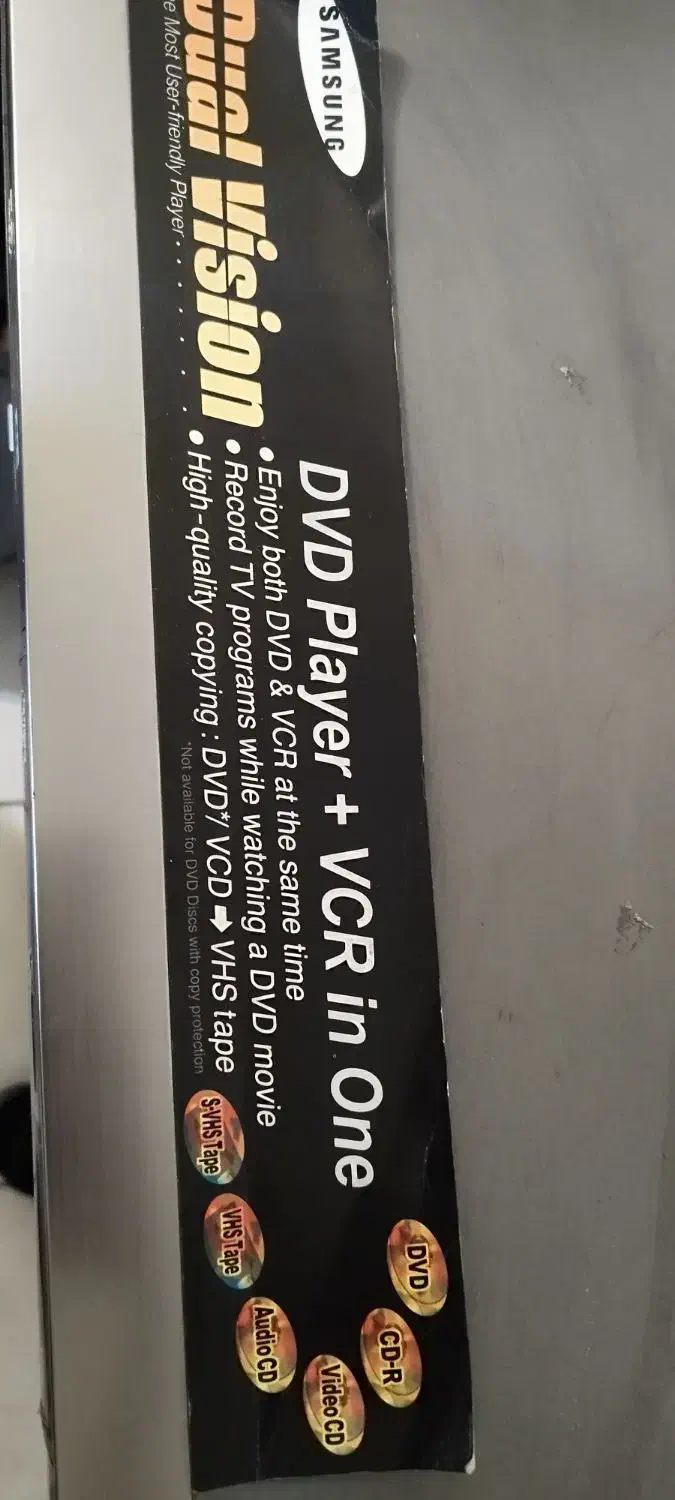 SAMSUNG
Dual Vision
Most User-friendly Player . . . . . . .
DVD Player + VCR in One
• Enjoy both DVD & VCR at the same time
• Record TV programs while watching a DVD movie
• High-quality copying : DVD*/ VCD ➡ VHS tape
*Not available for DVD Discs with copy protection
DVD
CD-R
Video CD
Audio CD
VHS Tape
S-VHS Tape